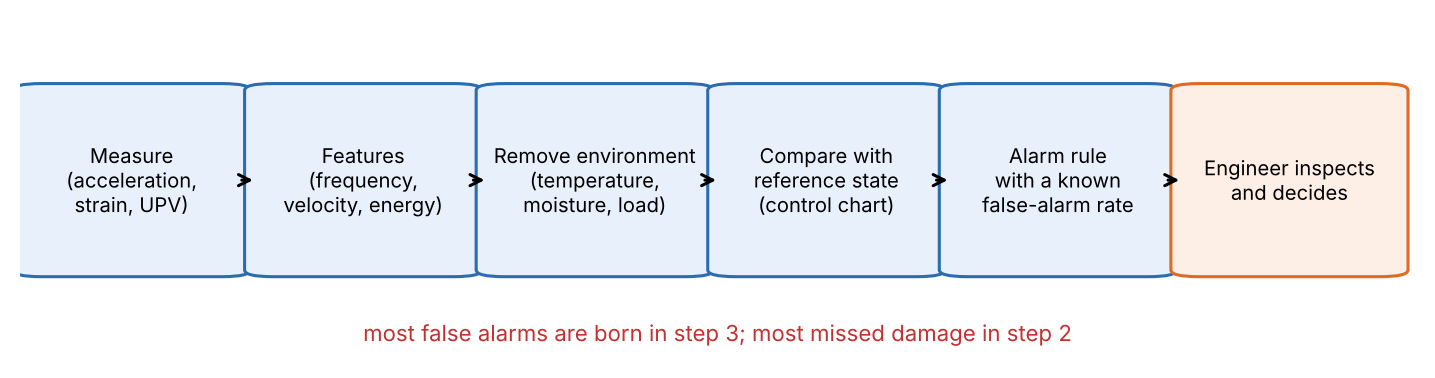 Measure
(acceleration,
strain, UPV)
Features
(frequency,
velocity, energy)
Remove environment
(temperature,
moisture, load)
Compare with
reference state
(control chart)
Alarm rule
with a known
false-alarm rate
Engineer inspects
and decides
most false alarms are born in step 3; most missed damage in step 2